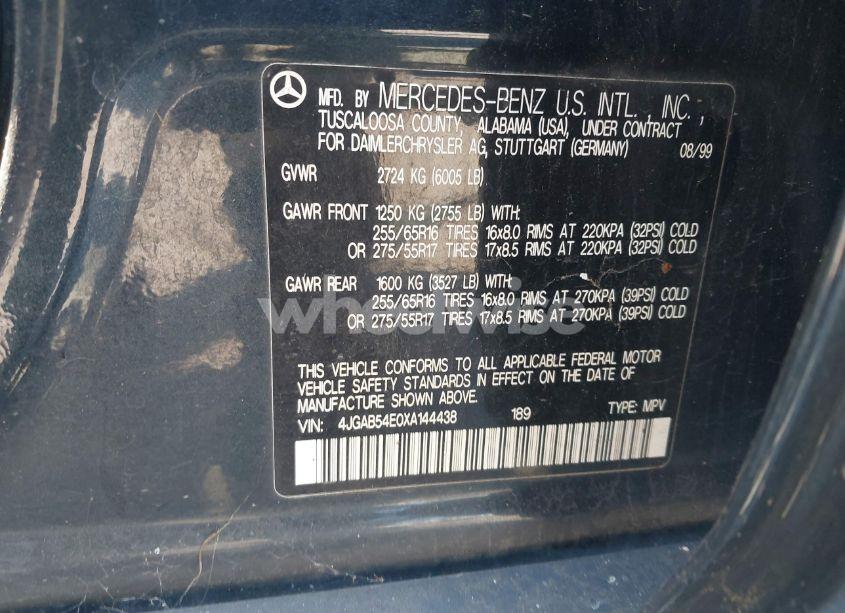 MFD. BY MERCEDES-BENZ U.S. INTL., INC.,
TUSCALOOSA COUNTY, ALABAMA (USA), UNDER CONTRACT
FOR DAIMLERCHRYSLER AG, STUTTGART (GERMANY) 08/99
GVWR 2724 KG (6005 LB)
GAWR FRONT 1250 KG (2755 LB) WITH:
255/65R16 TIRES 16x8.0 RIMS AT 220KPA (32PSI) COLD
OR 275/55R17 TIRES 17x8.5 RIMS AT 220KPA (32PSI) COLD
GAWR REAR 1600 KG (3527 LB) WITH:
255/65R16 TIRES 16x8.0 RIMS AT 270KPA (39PSI) COLD
OR 275/55R17 TIRES 17x8.5 RIMS AT 270KPA (39PSI) COLD
wheelwise
THIS VEHICLE CONFORMS TO ALL APPLICABLE FEDERAL MOTOR
VEHICLE SAFETY STANDARDS IN EFFECT ON THE DATE OF
MANUFACTURE SHOWN ABOVE.
VIN: 4JGAB54E0XA144438 189 TYPE: MPV